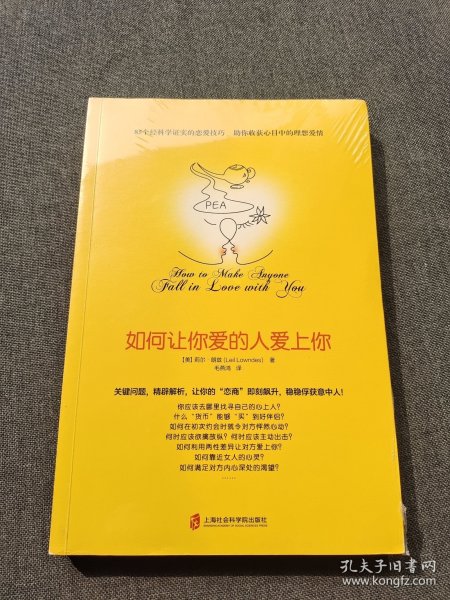 85个经科学证实的恋爱技巧　助你收获心目中的理想爱情
PEA
How to Make Anyone
Fall in Love with You
如何让你爱的人爱上你
[美] 莉尔·朗兹 (Leil Lowndes) 著
毛燕鸿 译
关键问题，精辟解析，让你的“恋商”即刻飙升，稳稳俘获意中人！
你应该去哪里找寻自己的心上人？
什么“货币”能够“买”到好伴侣？
如何在初次约会时就令对方怦然心动？
何时应该欲擒故纵？何时应该主动出击？
如何利用两性差异让对方爱上你？
如何靠近女人的心灵？
如何满足对方内心深处的渴望？
……
上海社会科学院出版社
孔夫子旧书网
www.kongfz.com